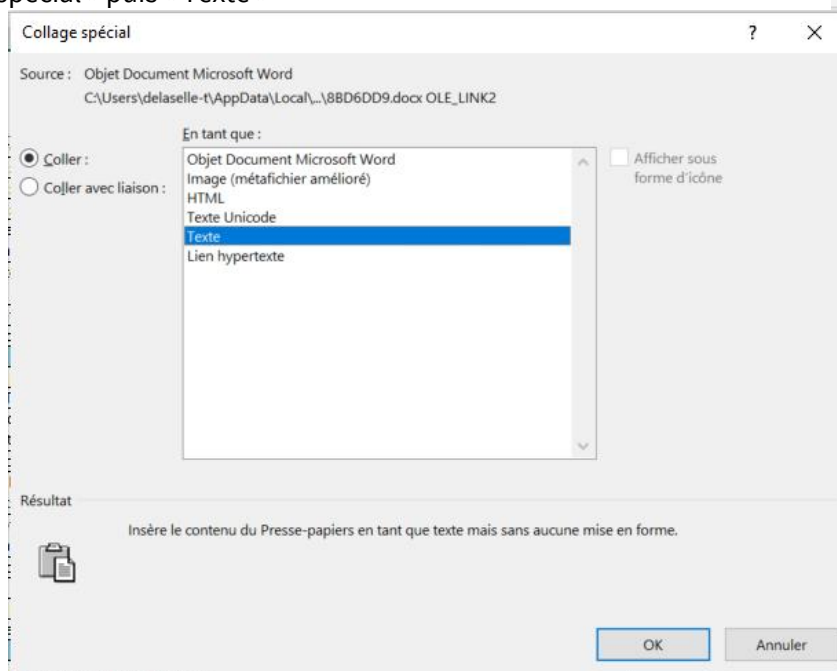 spécial " puis " Texte "
Collage spécial ? ✕
Source : Objet Document Microsoft Word
C:\Users\delaselle-t\AppData\Local\...\8BD6DD9.docx OLE_LINK2
En tant que :
Coller :
Coller avec liaison :
Objet Document Microsoft Word
Image (métafichier amélioré)
HTML
Texte Unicode
Texte
Lien hypertexte
Afficher sous
forme d'icône
Résultat
Insère le contenu du Presse-papiers en tant que texte mais sans aucune mise en forme.
OK Annuler